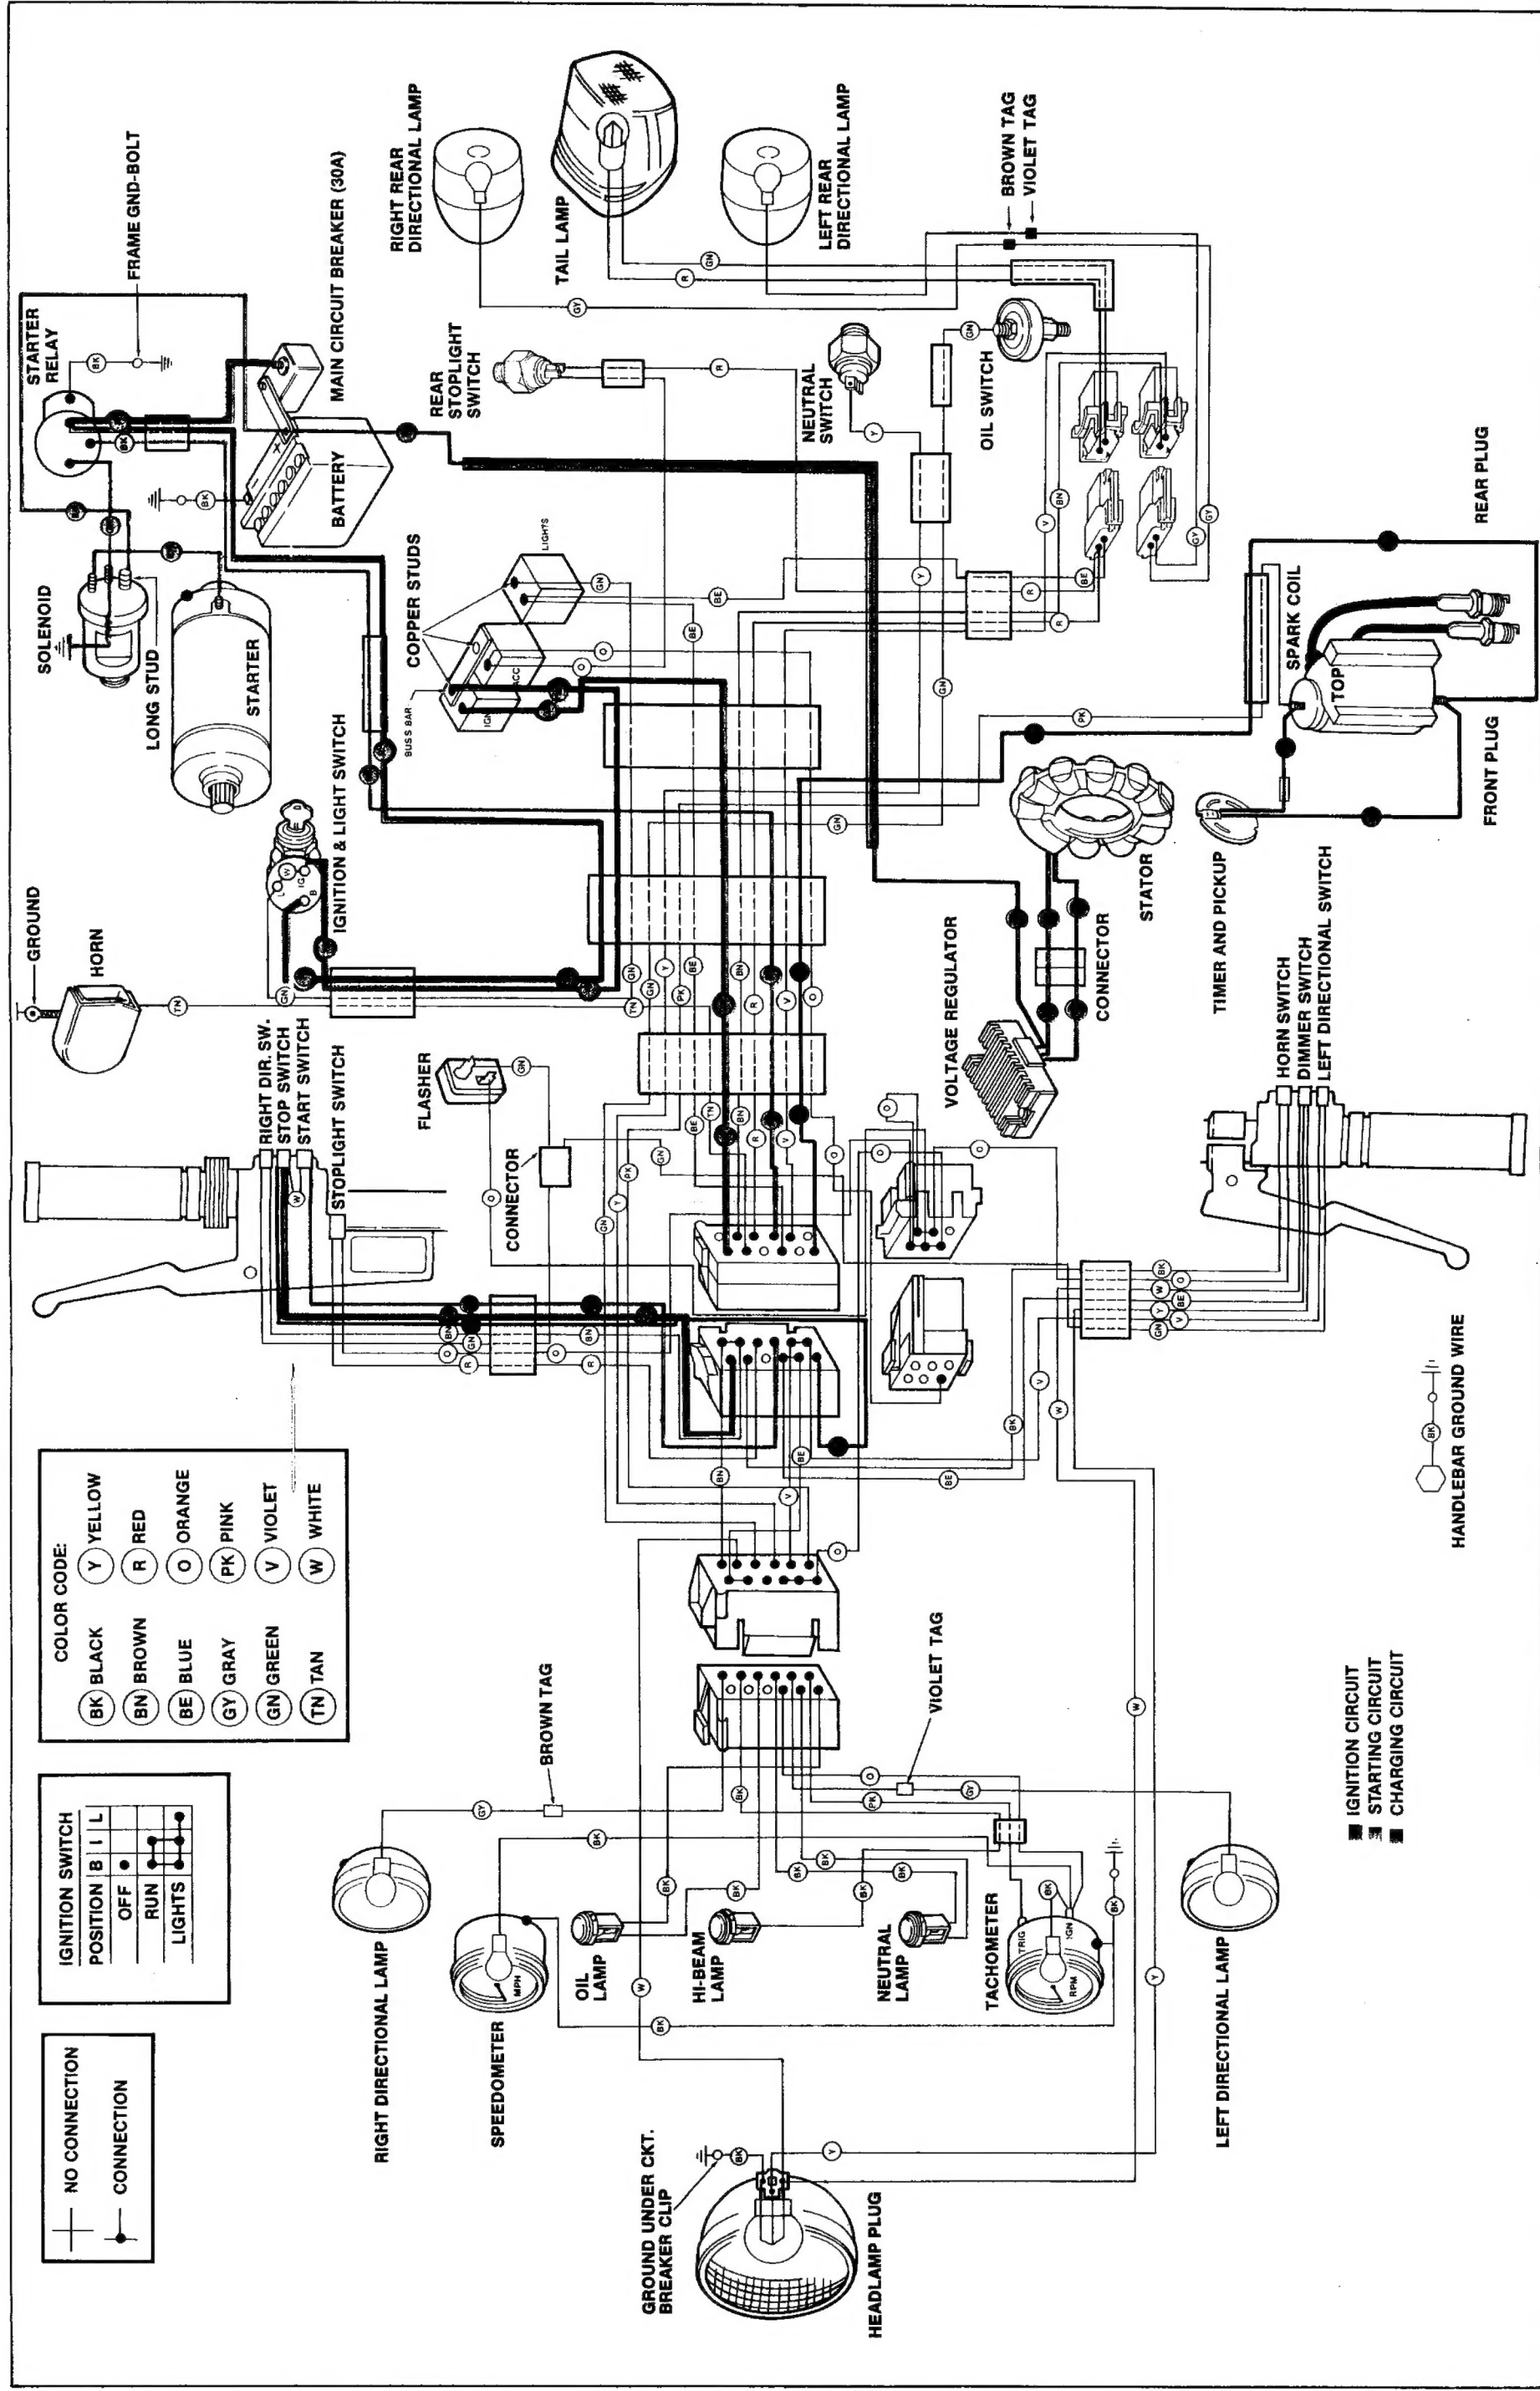 NO CONNECTION
CONNECTION
IGNITION SWITCH
POSITION B I L
OFF
RUN
LIGHTS
COLOR CODE:
BK BLACK Y YELLOW
BN BROWN R RED
BE BLUE O ORANGE
GY GRAY PK PINK
GN GREEN V VIOLET
TN TAN W WHITE
GROUND
HORN
SOLENOID
LONG STUD
STARTER
STARTER
RELAY
FRAME GND-BOLT
MAIN CIRCUIT BREAKER (30A)
BATTERY
IGNITION & LIGHT SWITCH
L
W
IG
B
RIGHT DIR. SW.
STOP SWITCH
START SWITCH
STOPLIGHT SWITCH
FLASHER
CONNECTOR
COPPER STUDS
BUSS BAR
IGN
ACC
LIGHTS
REAR
STOPLIGHT
SWITCH
RIGHT REAR
DIRECTIONAL LAMP
TAIL LAMP
LEFT REAR
DIRECTIONAL LAMP
BROWN TAG
VIOLET TAG
NEUTRAL
SWITCH
OIL SWITCH
RIGHT DIRECTIONAL LAMP
BROWN TAG
SPEEDOMETER
MPH
OIL
LAMP
HI-BEAM
LAMP
NEUTRAL
LAMP
TACHOMETER
TRIG
IGN
RPM
VIOLET TAG
LEFT DIRECTIONAL LAMP
GROUND UNDER CKT.
BREAKER CLIP
HEADLAMP PLUG
VOLTAGE REGULATOR
CONNECTOR
STATOR
TIMER AND PICKUP
SPARK COIL
TOP
FRONT PLUG
REAR PLUG
HORN SWITCH
DIMMER SWITCH
LEFT DIRECTIONAL SWITCH
HANDLEBAR GROUND WIRE
BK
IGNITION CIRCUIT
STARTING CIRCUIT
CHARGING CIRCUIT